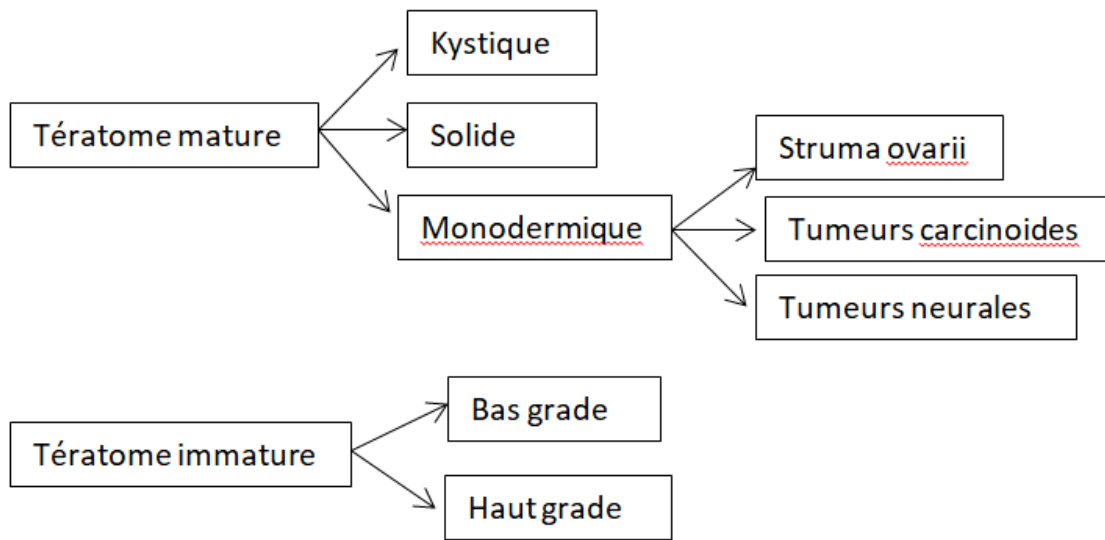 Kystique
Tératome mature
Solide
Struma ovarii
Monodermique
Tumeurs carcinoides
Tumeurs neurales
Bas grade
Tératome immature
Haut grade